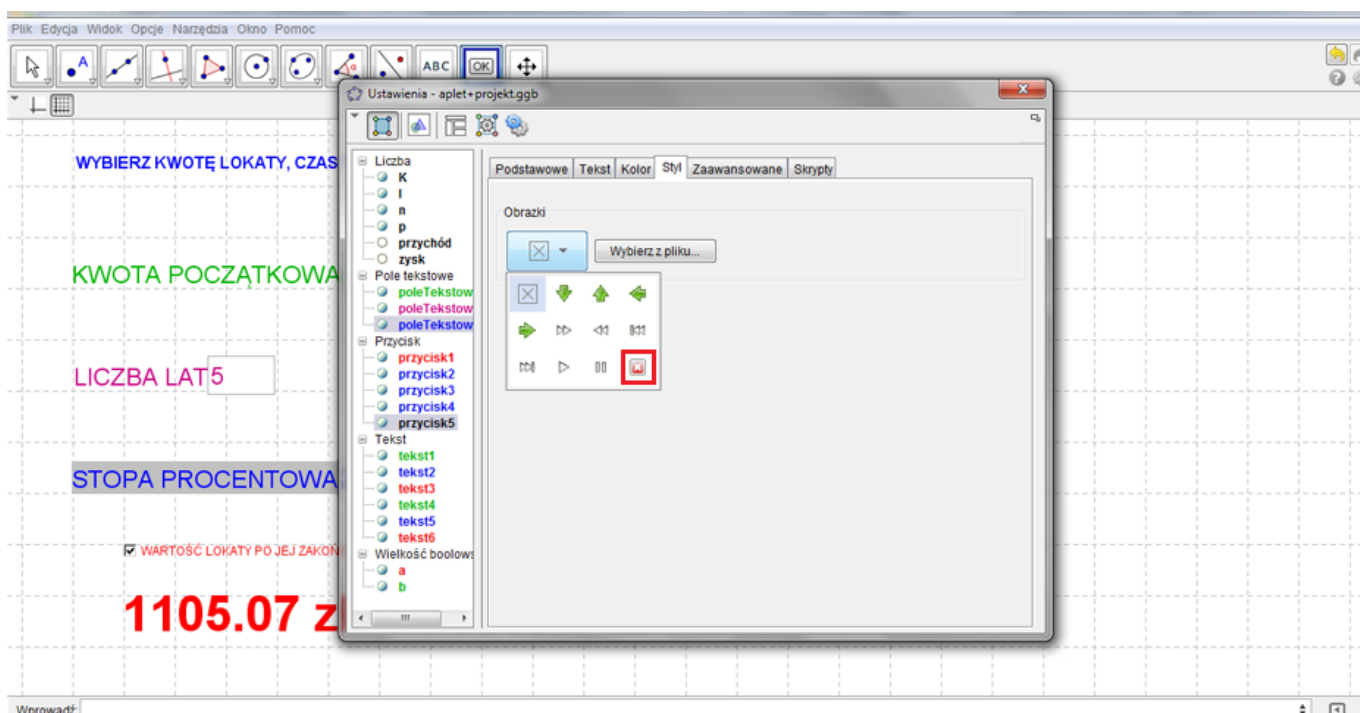 Plik Edycja Widok Opcje Narzędzia Okno Pomoc
A
ABC
OK
Ustawienia - aplet+projekt.ggb
WYBIERZ KWOTĘ LOKATY, CZAS
KWOTA POCZĄTKOWA
LICZBA LAT 5
STOPA PROCENTOWA
WARTOŚĆ LOKATY PO JEJ ZAKON
1105.07 z
Liczba
K
l
n
p
przychód
zysk
Pole tekstowe
poleTekstow
poleTekstow
poleTekstow
Przycisk
przycisk1
przycisk2
przycisk3
przycisk4
przycisk5
Tekst
tekst1
tekst2
tekst3
tekst4
tekst5
tekst6
Wielkość boolows
a
b
Podstawowe Tekst Kolor Styl Zaawansowane Skrypty
Obrazki
Wybierz z pliku...
Wprowadź: